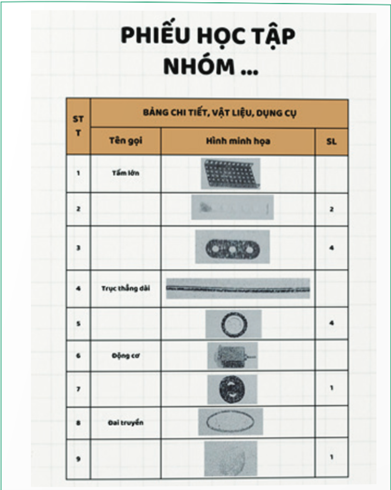 PHIẾU HỌC TẬP
NHÓM ...
STT BẢNG CHI TIẾT, VẬT LIỆU, DỤNG CỤ
Tên gọi Hình minh họa SL
1 Tấm lớn
2 2
3 4
4 Trục thẳng dài
5 4
6 Động cơ
7 1
8 Đai truyền
9 1